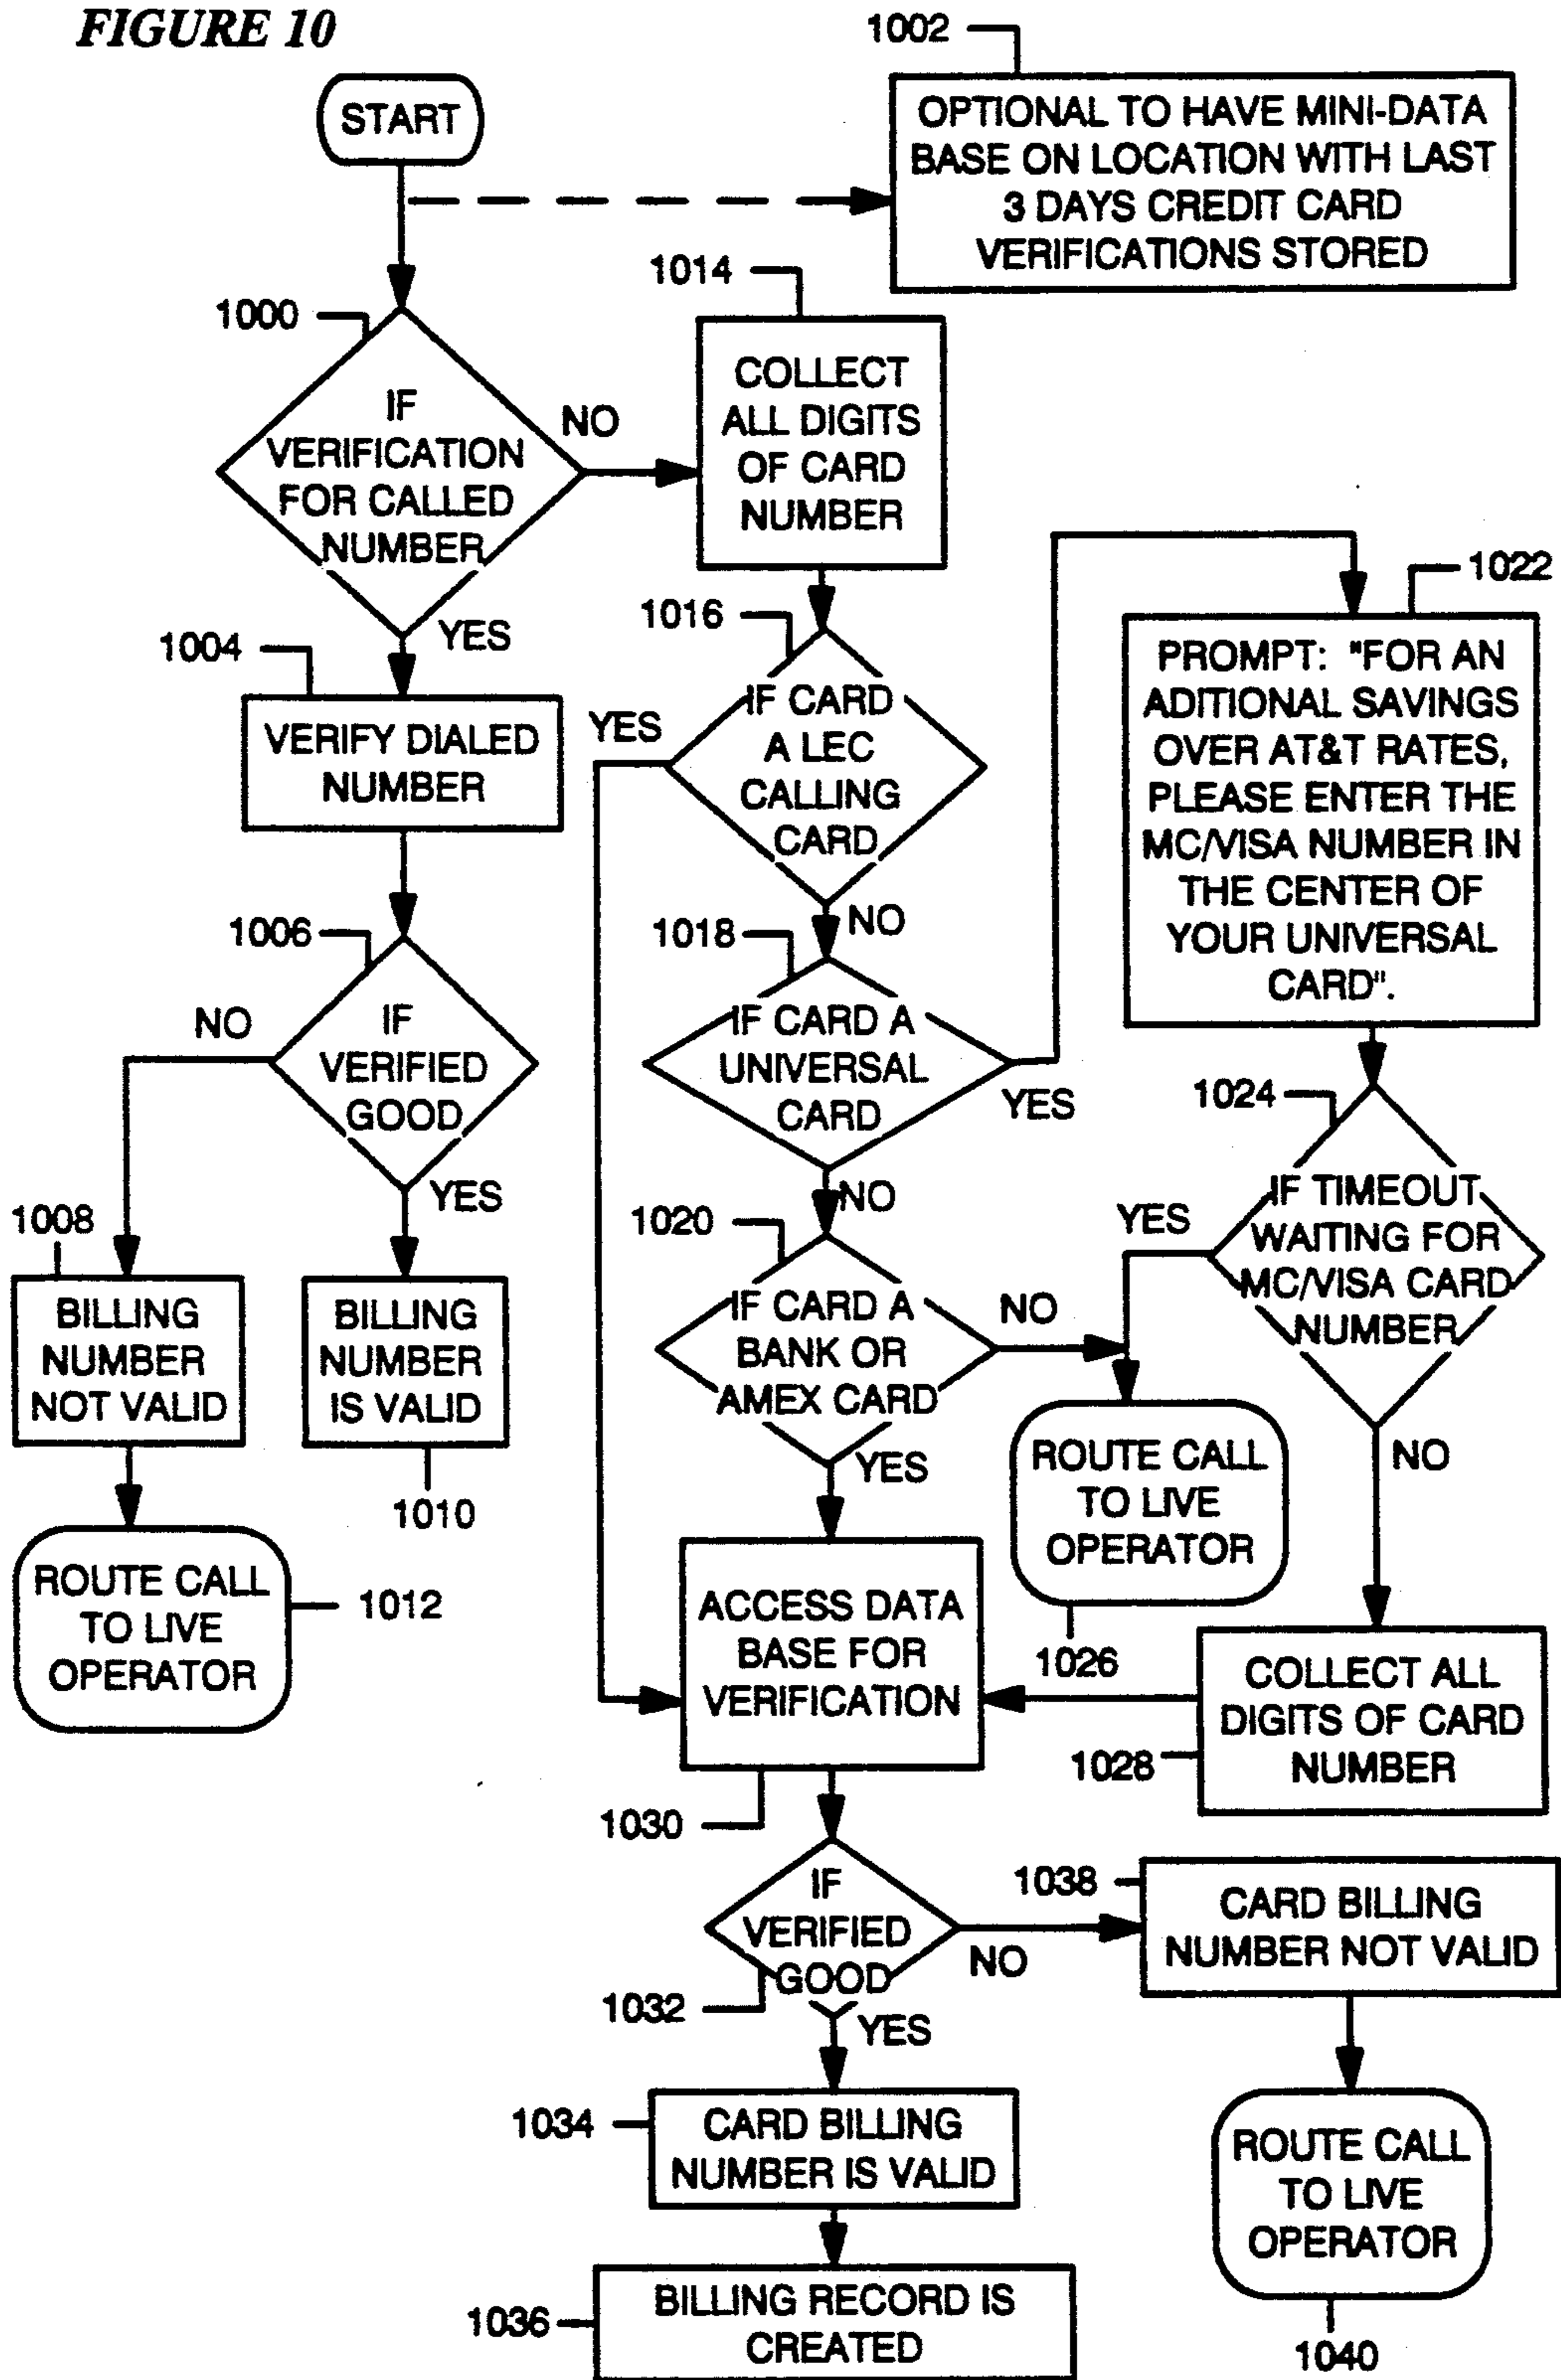 FIGURE 10
1002
START
OPTIONAL TO HAVE MINI-DATA
BASE ON LOCATION WITH LAST
3 DAYS CREDIT CARD
VERIFICATIONS STORED
1000
IF
VERIFICATION
FOR CALLED
NUMBER
NO
YES
1014
COLLECT
ALL DIGITS
OF CARD
NUMBER
1004
VERIFY DIALED
NUMBER
1006
IF
VERIFIED
GOOD
NO
YES
1008
BILLING
NUMBER
NOT VALID
BILLING
NUMBER
IS VALID
1010
ROUTE CALL
TO LIVE
OPERATOR
1012
1016
IF CARD
A LEC
CALLING
CARD
YES
NO
1018
IF CARD A
UNIVERSAL
CARD
YES
NO
1022
PROMPT: "FOR AN
ADITIONAL SAVINGS
OVER AT&T RATES,
PLEASE ENTER THE
MC/VISA NUMBER IN
THE CENTER OF
YOUR UNIVERSAL
CARD".
1024
IF TIMEOUT
WAITING FOR
MC/VISA CARD
NUMBER
YES
NO
1020
IF CARD A
BANK OR
AMEX CARD
NO
YES
ROUTE CALL
TO LIVE
OPERATOR
1026
COLLECT ALL
DIGITS OF CARD
NUMBER
1028
ACCESS DATA
BASE FOR
VERIFICATION
1030
IF
VERIFIED
GOOD
1032
NO
YES
1038
CARD BILLING
NUMBER NOT VALID
1034
CARD BILLING
NUMBER IS VALID
ROUTE CALL
TO LIVE
OPERATOR
1040
1036
BILLING RECORD IS
CREATED